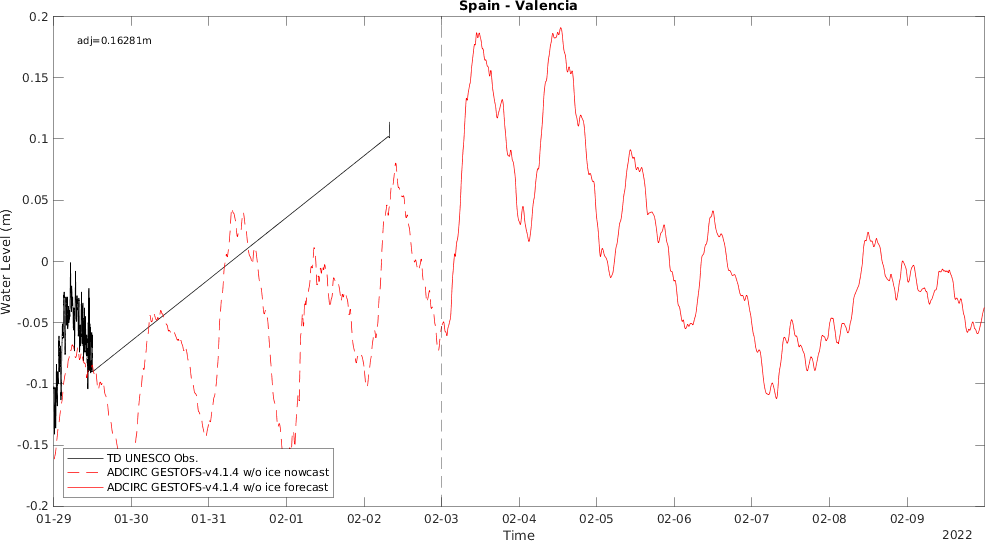 Spain - Valencia
adj=0.16281m
0.2
0.15
0.1
0.05
0
-0.05
-0.1
-0.15
-0.2
Water Level (m)
TD UNESCO Obs.
ADCIRC GESTOFS-v4.1.4 w/o ice nowcast
ADCIRC GESTOFS-v4.1.4 w/o ice forecast
01-29 01-30 01-31 02-01 02-02 02-03 02-04 02-05 02-06 02-07 02-08 02-09
Time
2022